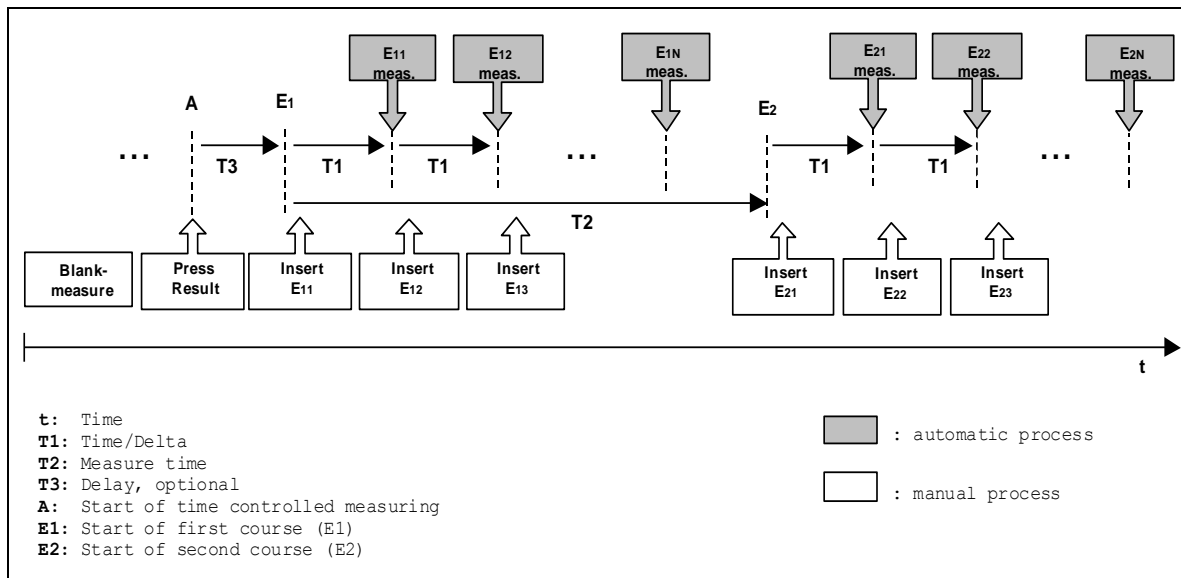 E11 meas.
E12 meas.
E1N meas.
E21 meas.
E22 meas.
E2N meas.
A
E1
E2
...
T3
T1
T1
...
T1
T1
...
T2
Blank-
measure
Press
Result
Insert
E11
Insert
E12
Insert
E13
Insert
E21
Insert
E22
Insert
E23
t
t: Time
T1: Time/Delta
T2: Measure time
T3: Delay, optional
A: Start of time controlled measuring
E1: Start of first course (E1)
E2: Start of second course (E2)
: automatic process
: manual process